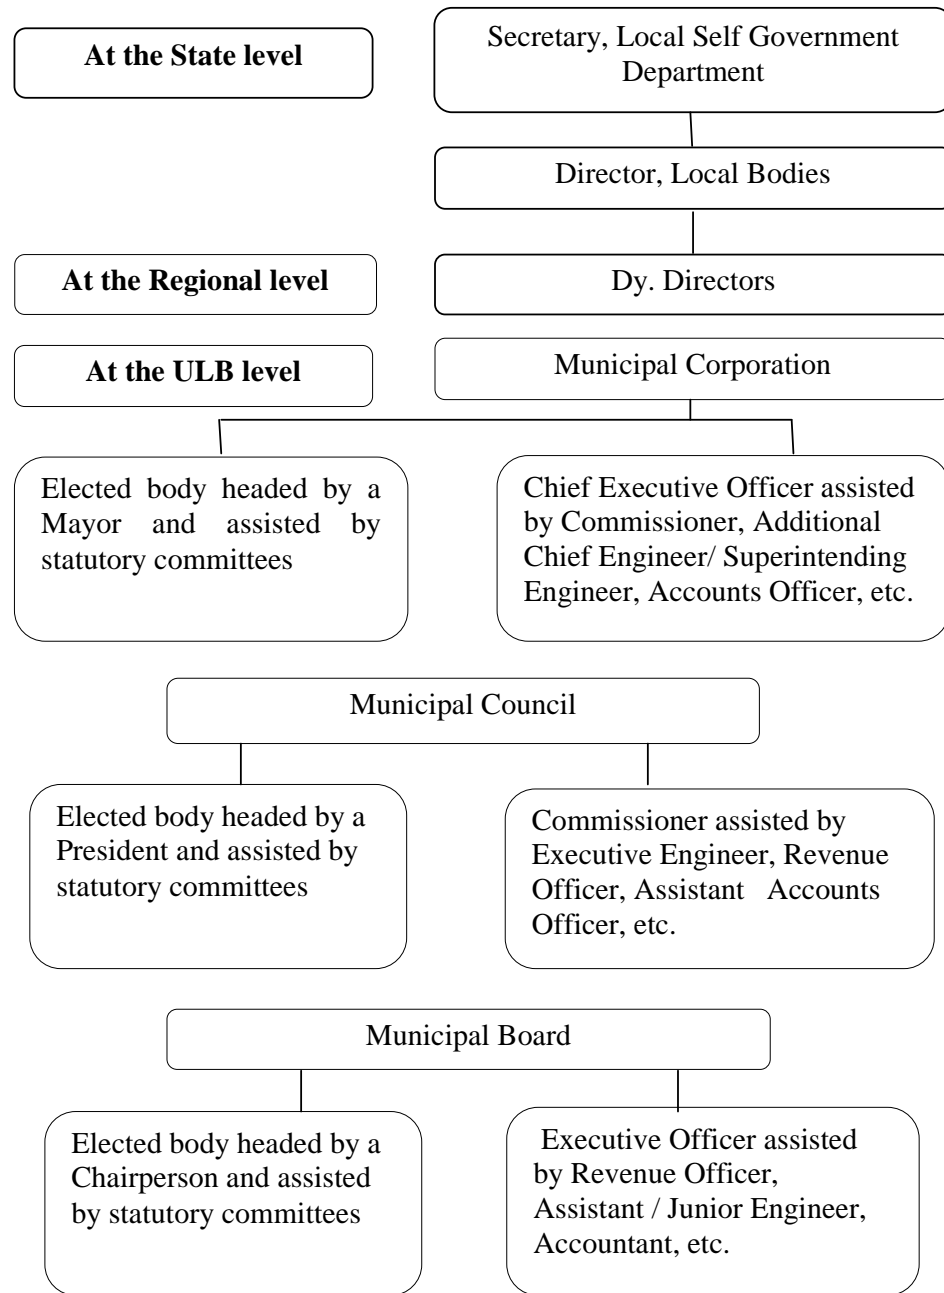 At the State level
Secretary, Local Self Government
Department
Director, Local Bodies
At the Regional level
Dy. Directors
At the ULB level
Municipal Corporation
Elected body headed by a
Mayor and assisted by
statutory committees
Chief Executive Officer assisted
by Commissioner, Additional
Chief Engineer/ Superintending
Engineer, Accounts Officer, etc.
Municipal Council
Elected body headed by a
President and assisted by
statutory committees
Commissioner assisted by
Executive Engineer, Revenue
Officer, Assistant Accounts
Officer, etc.
Municipal Board
Elected body headed by a
Chairperson and assisted
by statutory committees
Executive Officer assisted
by Revenue Officer,
Assistant / Junior Engineer,
Accountant, etc.